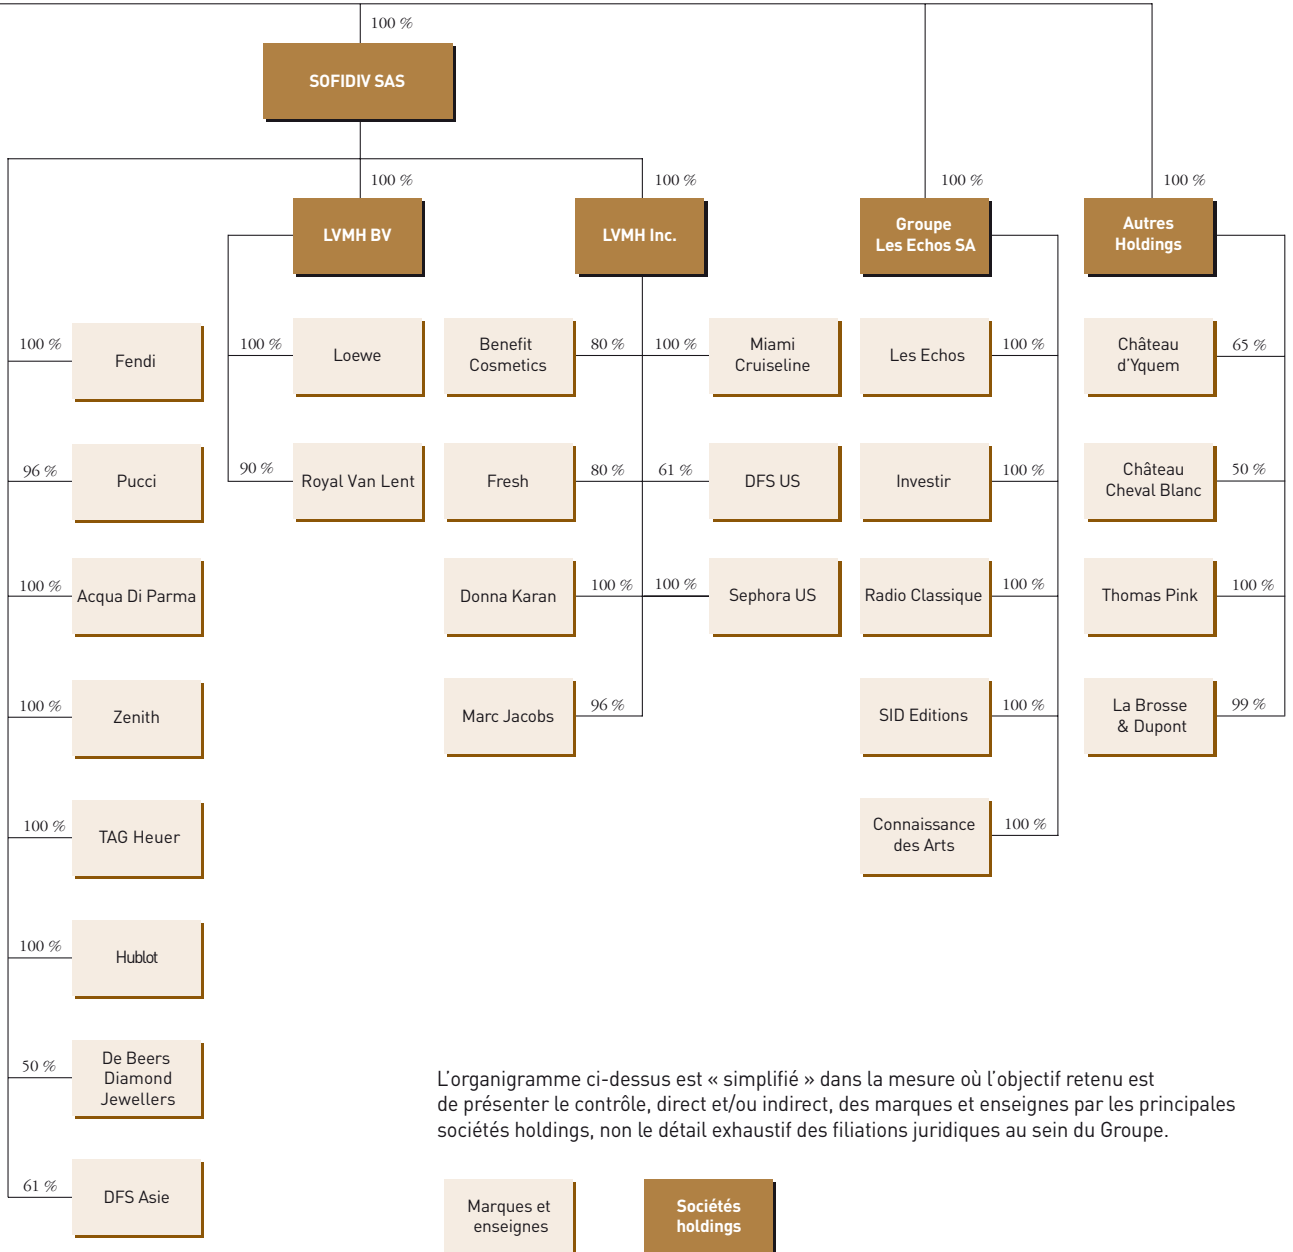 100 %
SOFIDIV SAS
100 %
100 %
100 %
100 %
LVMH BV
LVMH Inc.
Groupe
Les Echos SA
Autres
Holdings
100 %
Fendi
100 %
Loewe
Benefit
Cosmetics
80 %
100 %
Miami
Cruiseline
Les Echos
100 %
Château
d'Yquem
65 %
96 %
Pucci
90 %
Royal Van Lent
Fresh
80 %
61 %
DFS US
Investir
100 %
Château
Cheval Blanc
50 %
100 %
Acqua Di Parma
Donna Karan
100 %
100 %
Sephora US
Radio Classique
100 %
Thomas Pink
100 %
100 %
Zenith
Marc Jacobs
96 %
SID Editions
100 %
La Brosse
& Dupont
99 %
100 %
TAG Heuer
Connaissance
des Arts
100 %
100 %
Hublot
50 %
De Beers
Diamond
Jewellers
61 %
DFS Asie
L'organigramme ci-dessus est « simplifié » dans la mesure où l'objectif retenu est
de présenter le contrôle, direct et/ou indirect, des marques et enseignes par les principales
sociétés holdings, non le détail exhaustif des filiations juridiques au sein du Groupe.
Marques et
enseignes
Sociétés
holdings